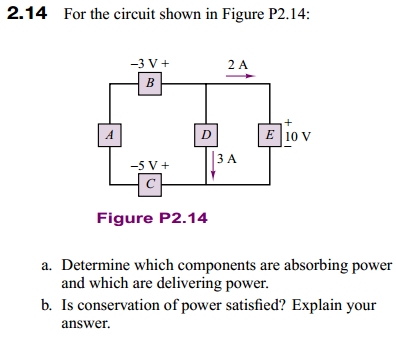 2.14 For the circuit shown in Figure P2.14:
–3 V +
2 A
B
A
D
E
+
10 V
–
3 A
–5 V +
C
Figure P2.14
a. Determine which components are absorbing power
and which are delivering power.
b. Is conservation of power satisfied? Explain your
answer.